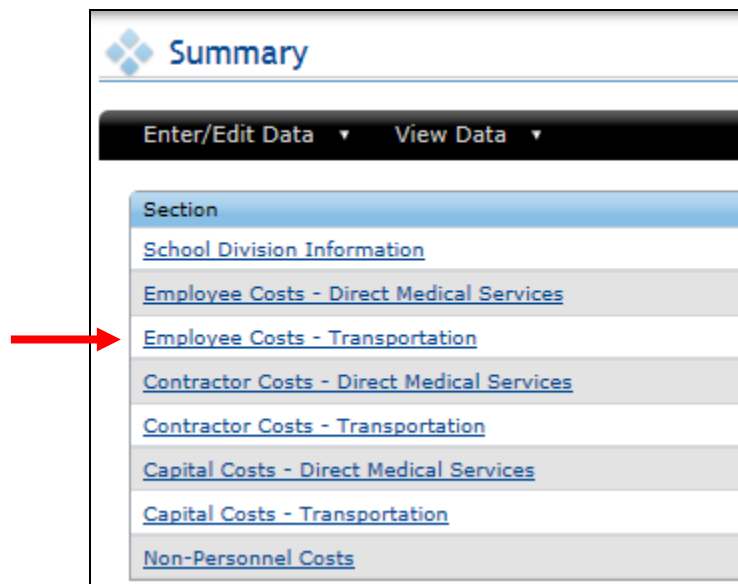 Summary
Enter/Edit Data ▼ View Data ▼
Section
School Division Information
Employee Costs - Direct Medical Services
Employee Costs - Transportation
Contractor Costs - Direct Medical Services
Contractor Costs - Transportation
Capital Costs - Direct Medical Services
Capital Costs - Transportation
Non-Personnel Costs